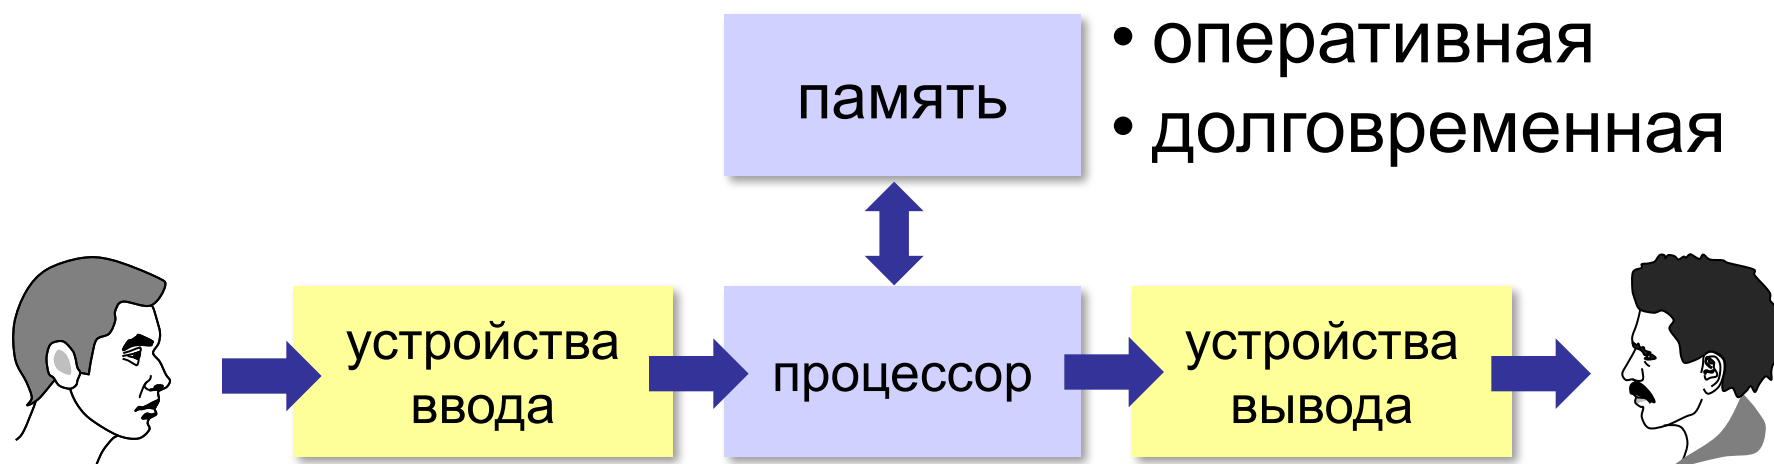 память
• оперативная
• долговременная
устройства
ввода
процессор
устройства
вывода